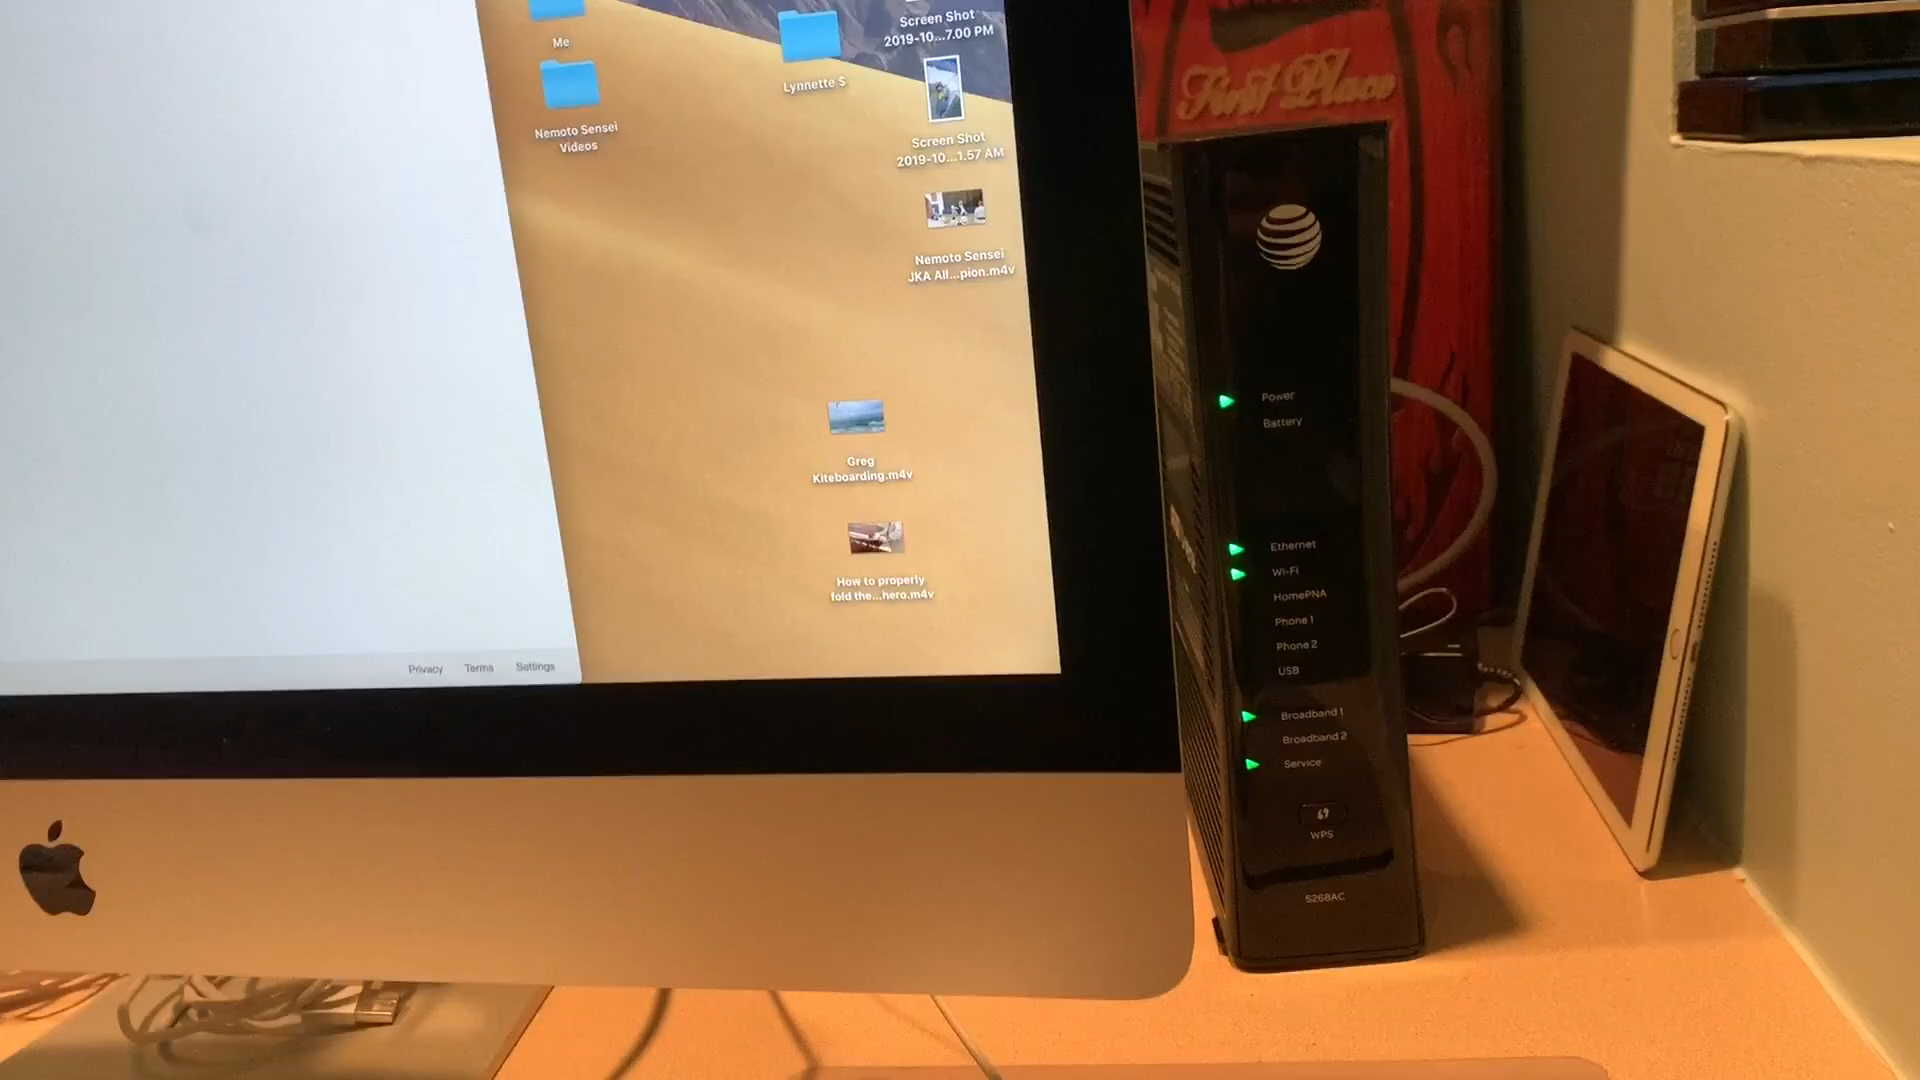 Me
Nemoto Sensei
Videos
Lynnette $
Screen Shot
2019-10...7.00 PM
Screen Shot
2019-10...1.57 AM
Nemoto Sensei
JKA All...pion.m4v
Greg
Kiteboarding.m4v
How to properly
fold the...hero.m4v
Privacy Terms Settings
First Place
Power
Battery
Ethernet
Wi-Fi
HomePNA
Phone 1
Phone 2
USB
Broadband 1
Broadband 2
Service
WPS
5268AC